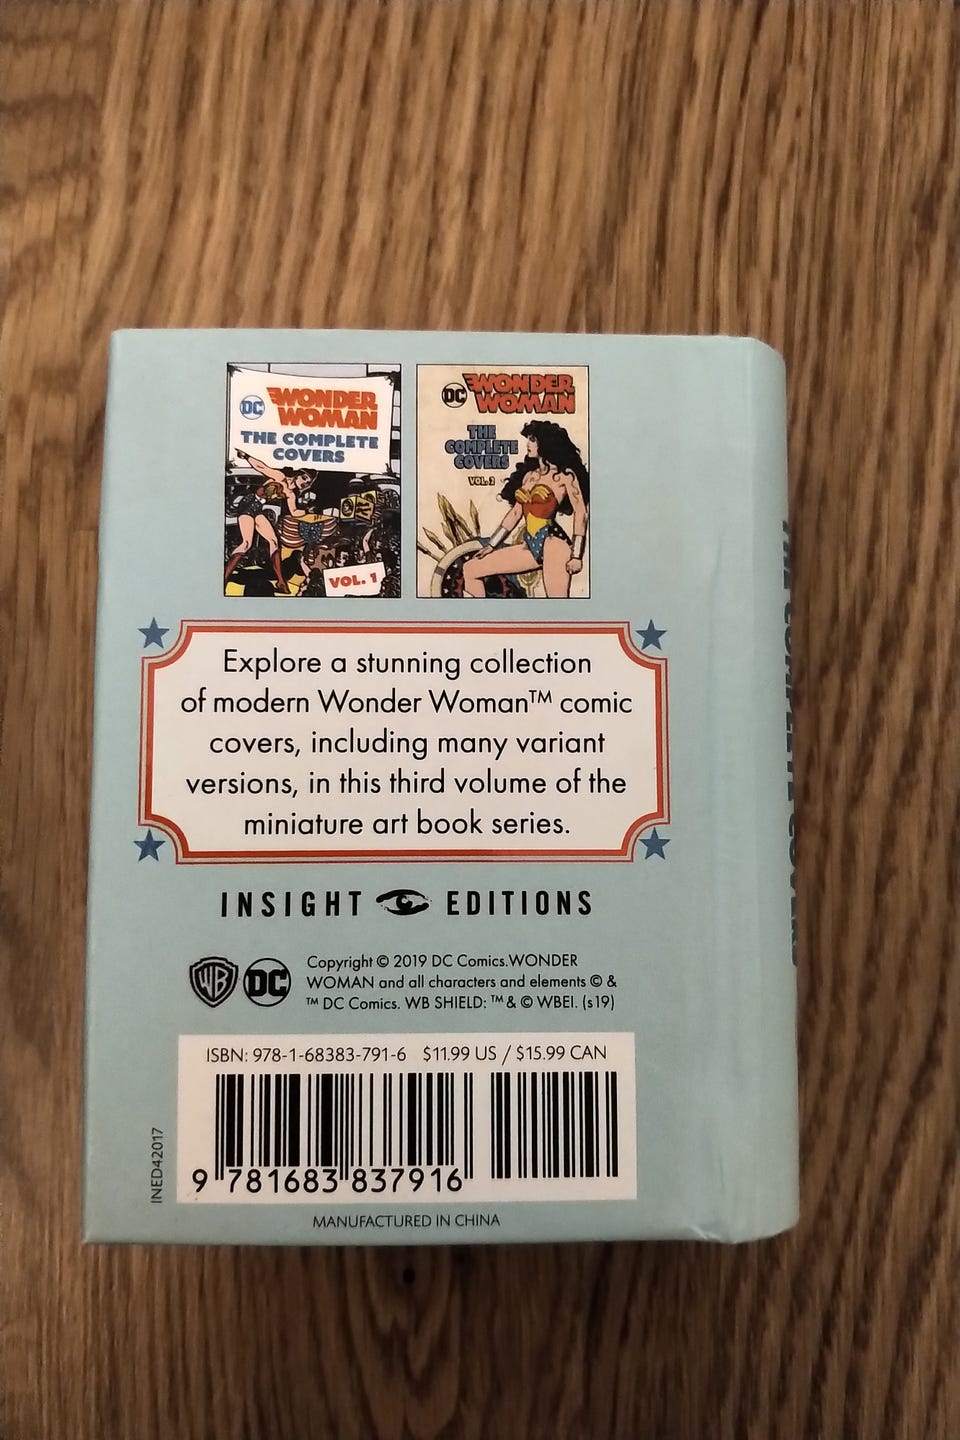 DC WONDER WOMAN
THE COMPLETE
COVERS
VOL. 1
DC WONDER WOMAN
THE
COMPLETE
COVERS
VOL. 2
Explore a stunning collection
of modern Wonder Woman™ comic
covers, including many variant
versions, in this third volume of the
miniature art book series.
INSIGHT EDITIONS
WB DC
Copyright © 2019 DC Comics.WONDER
WOMAN and all characters and elements © &
™ DC Comics. WB SHIELD: ™ & © WBEI. (s19)
ISBN: 978-1-68383-791-6 $11.99 US / $15.99 CAN
9 781683 837916
INED42017
MANUFACTURED IN CHINA
THE COMPLETE COVERS